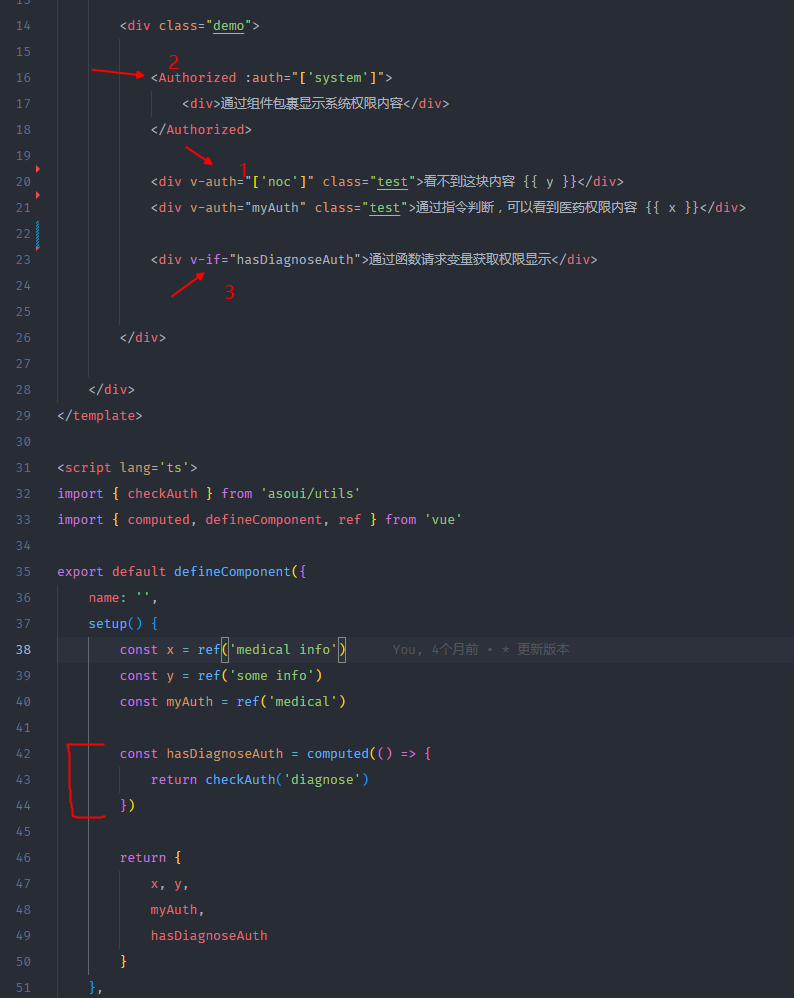 13
14 <div class="demo">
15
2
16 <Authorized :auth="['system']">
17 <div>通过组件包裹显示系统权限内容</div>
18 </Authorized>
19
1
20 <div v-auth="['noc']" class="test">看不到这块内容 {{ y }}</div>
21 <div v-auth="myAuth" class="test">通过指令判断，可以看到医药权限内容 {{ x }}</div>
22
23 <div v-if="hasDiagnoseAuth">通过函数请求变量获取权限显示</div>
24
3
25
26 </div>
27
28 </div>
29 </template>
30
31 <script lang='ts'>
32 import { checkAuth } from 'asoui/utils'
33 import { computed, defineComponent, ref } from 'vue'
34
35 export default defineComponent({
36 name: '',
37 setup() {
38 const x = ref('medical info') You, 4个月前 • * 更新版本
39 const y = ref('some info')
40 const myAuth = ref('medical')
41
42 const hasDiagnoseAuth = computed(() => {
43 return checkAuth('diagnose')
44 })
45
46 return {
47 x, y,
48 myAuth,
49 hasDiagnoseAuth
50 }
51 },